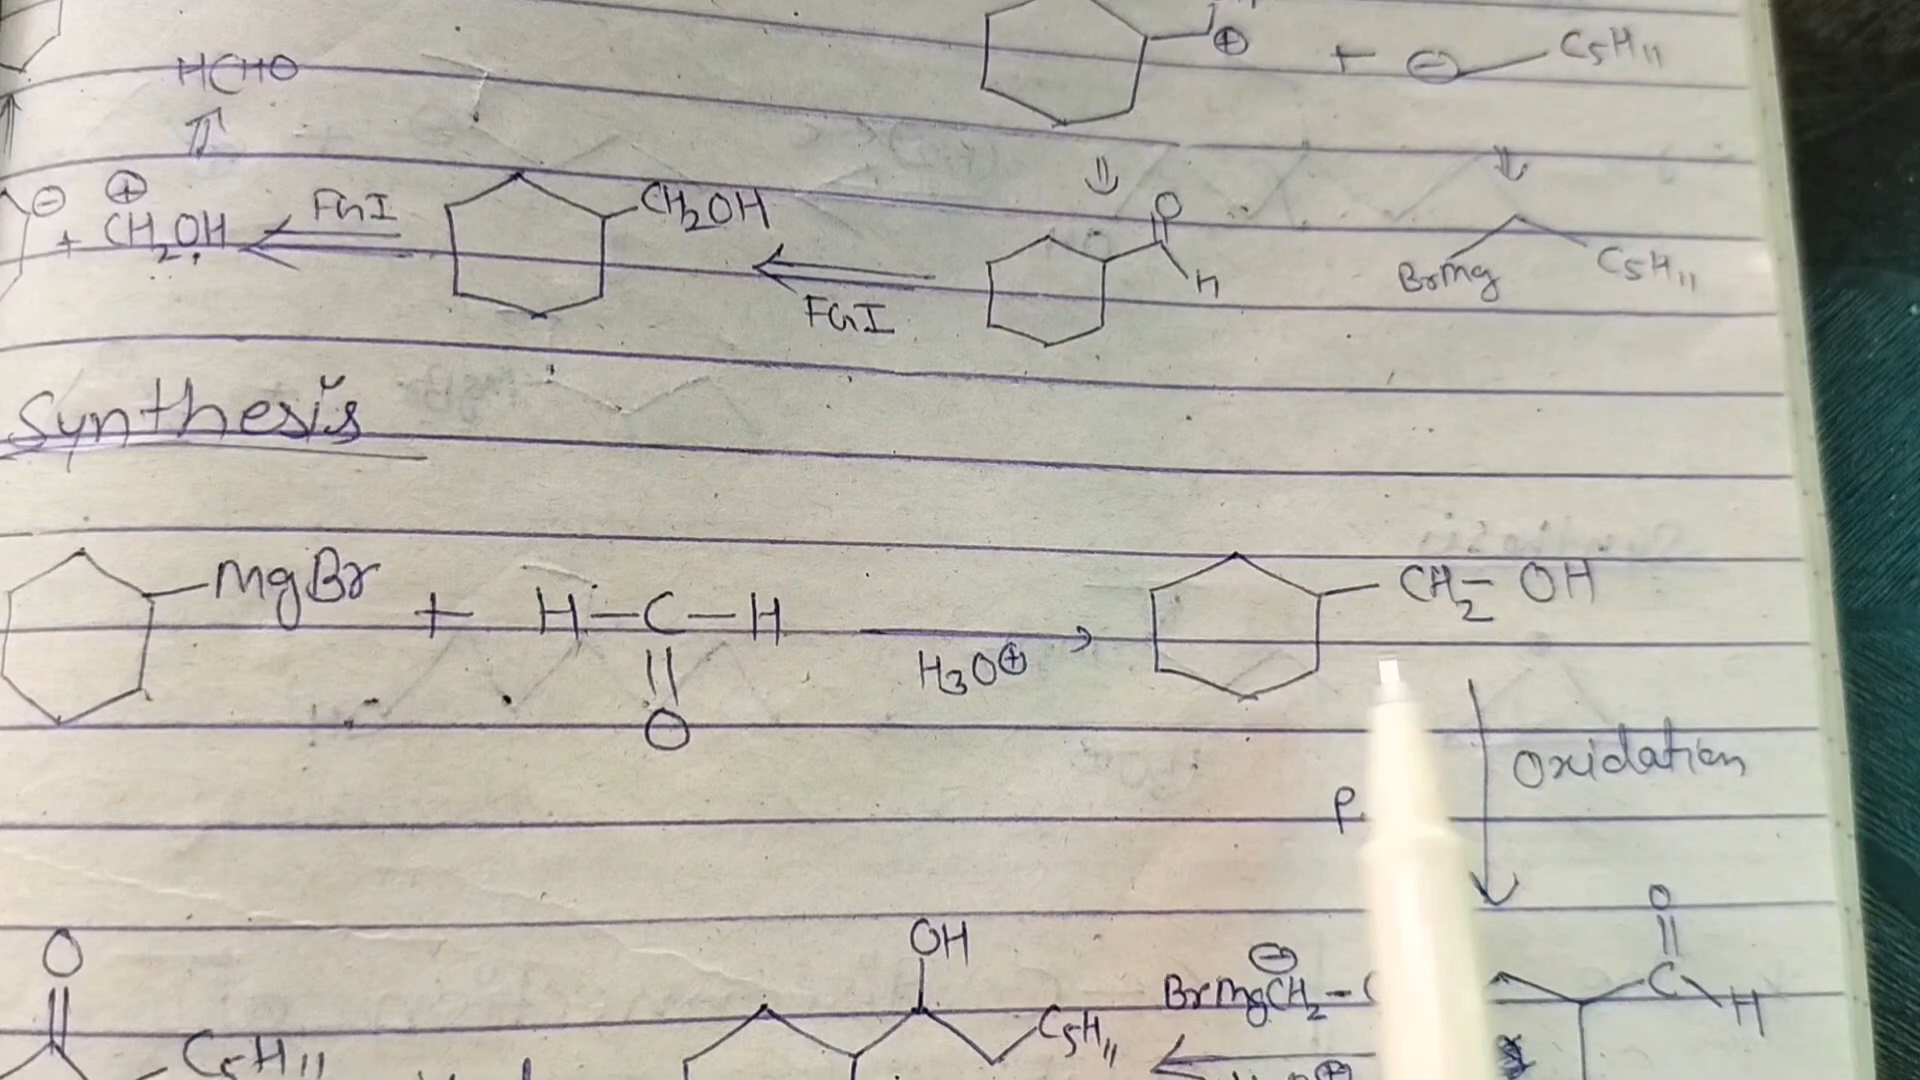 ⊕ + ⊖ C5H11
HCHO
⊖ + ⊕ CH2OH FGI CH2OH
O H
FGI
BrMg C5H11
Synthesis
MgBr + H-C-H CH2-OH
O
H3O⊕
Oxidation
P
O OH O
⊖
BrMgCH2- C H
C5H11 C5H11